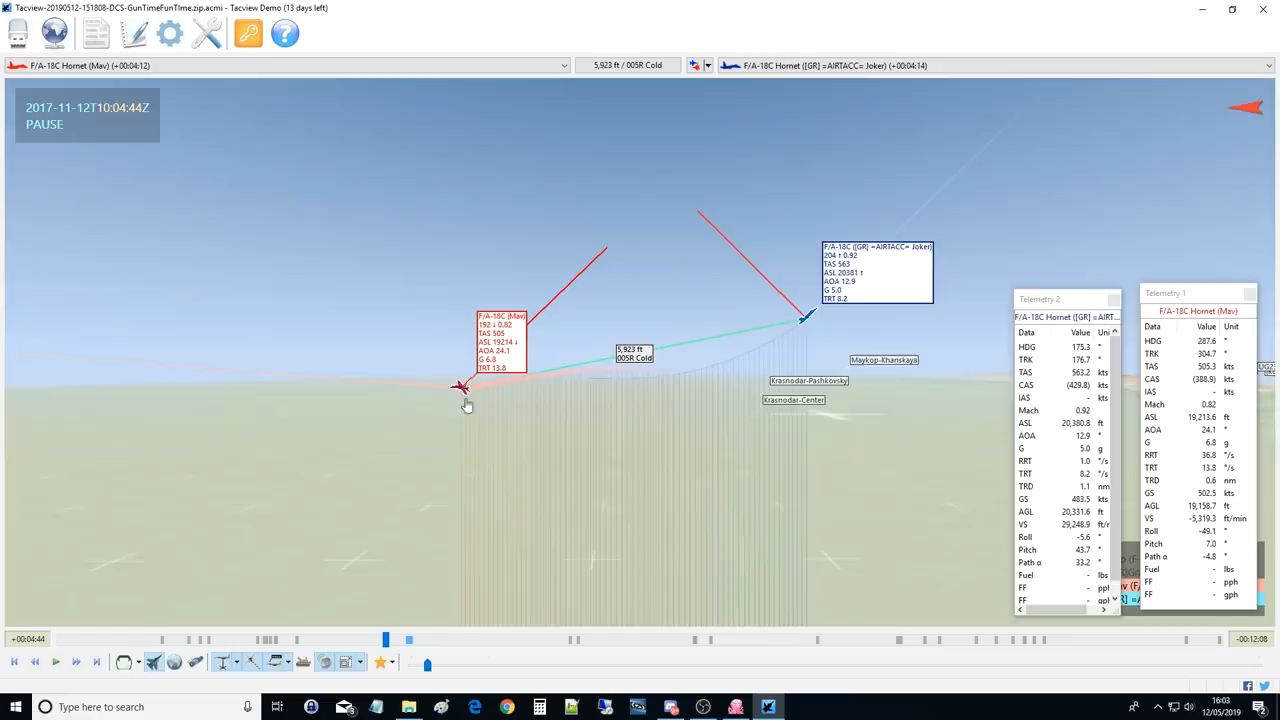 Tacview-20190512-151808-DCS-GunTimeFunTIme.zip.acmi - Tacview Demo (13 days left)
F/A-18C Hornet (Mav) (+00:04:12)
5,923 ft / 005R Cold
F/A-18C Hornet ([GR] =AIRTACC= Joker) (+00:04:14)
2017-11-12T10:04:44Z
PAUSE
F/A-18C ([GR] =AIRTACC= Joker)
204 ↑ 0.92
TAS 563
ASL 20381 ↑
AOA 12.9
G 5.0
TRT 8.2
F/A-18C (Mav)
192 ↓ 0.82
TAS 505
ASL 19214 ↓
AOA 24.1
G 6.8
TRT 13.8
5,923 ft
005R Cold
Maykop-Khanskaya
Krasnodar-Pashkovsky
Krasnodar-Center
Telemetry 2
F/A-18C Hornet ([GR] =AIRT...
Data Value Uni
HDG 175.3 °
TRK 176.7 °
TAS 563.2 kts
CAS (429.8) kts
IAS - kts
Mach 0.92
ASL 20,380.8 ft
AOA 12.9 °
G 5.0 g
RRT 1.0 °/s
TRT 8.2 °/s
TRD 1.1 nm
GS 483.5 kts
AGL 20,331.6 ft
VS 29,248.9 ft/r
Roll -5.6 °
Pitch 43.7 °
Path α 33.2 °
Fuel - lbs
FF - pph
FF - gph
Telemetry 1
F/A-18C Hornet (Mav)
Data Value Unit
HDG 287.6 °
TRK 304.7 °
TAS 505.3 kts
CAS (388.9) kts
IAS - kts
Mach 0.82
ASL 19,213.6 ft
AOA 24.1 °
G 6.8 g
RRT 36.8 °/s
TRT 13.8 °/s
TRD 0.6 nm
GS 502.5 kts
AGL 19,158.7 ft
VS -5,319.3 ft/min
Roll -49.1 °
Pitch 7.0 °
Path α -4.8 °
Fuel - lbs
FF - pph
FF - gph
+00:04:44
-00:12:08
Type here to search
16:03
12/05/2019